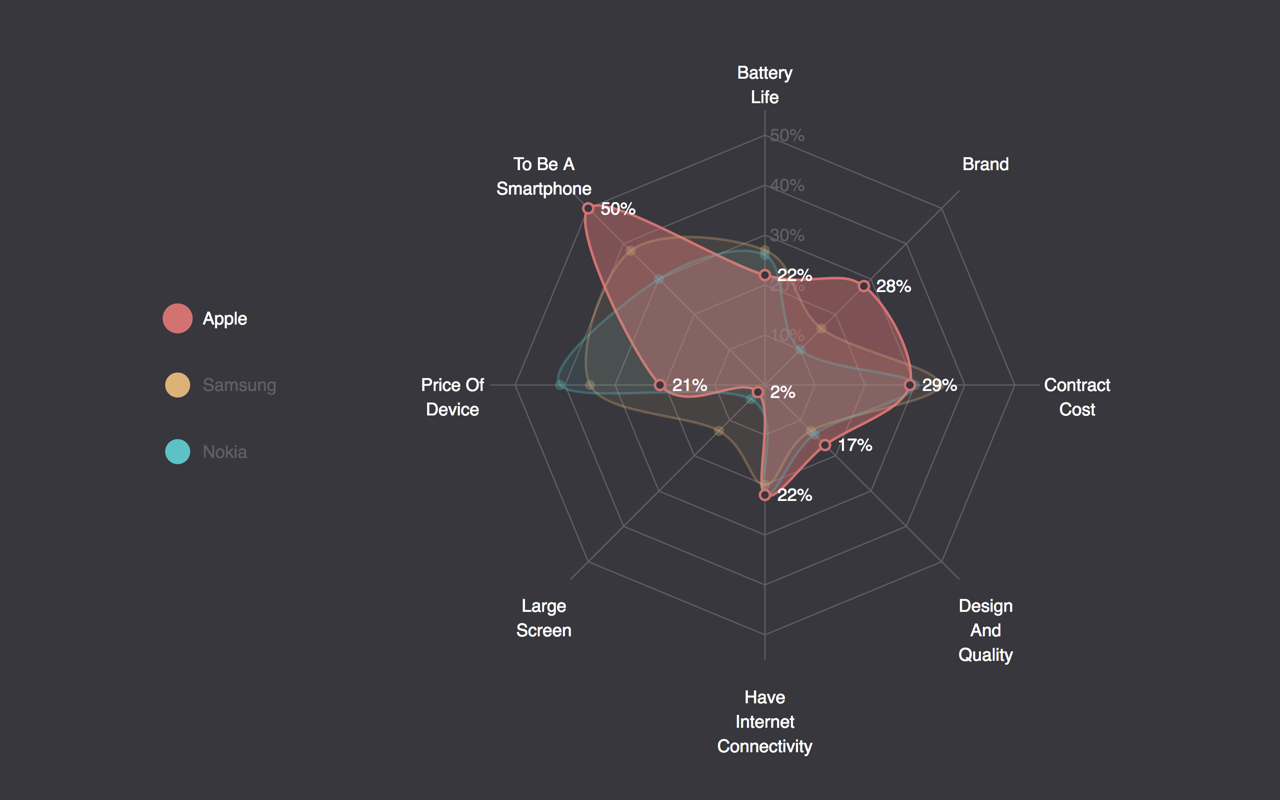 Battery
Life
50%
Brand
To Be A
Smartphone
40%
50%
30%
22%
20%
28%
Apple
10%
Samsung
Price Of
Device
21%
2%
29%
Contract
Cost
17%
Nokia
22%
Large
Screen
Design
And
Quality
Have
Internet
Connectivity